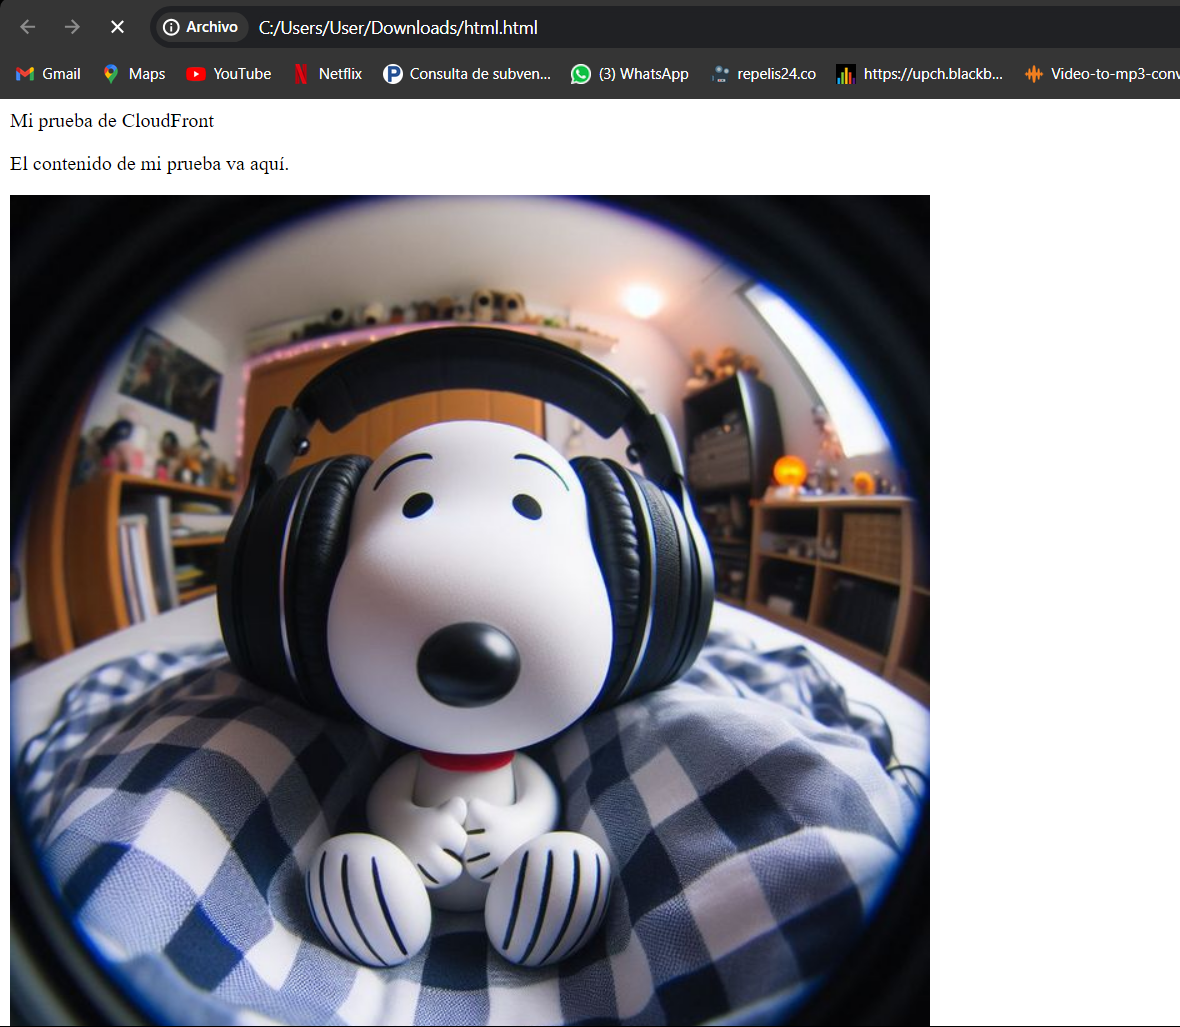 Archivo C:/Users/User/Downloads/html.html
Gmail Maps YouTube Netflix Consulta de subven... (3) WhatsApp repelis24.co https://upch.blackb... Video-to-mp3-conv
Mi prueba de CloudFront
El contenido de mi prueba va aquí.